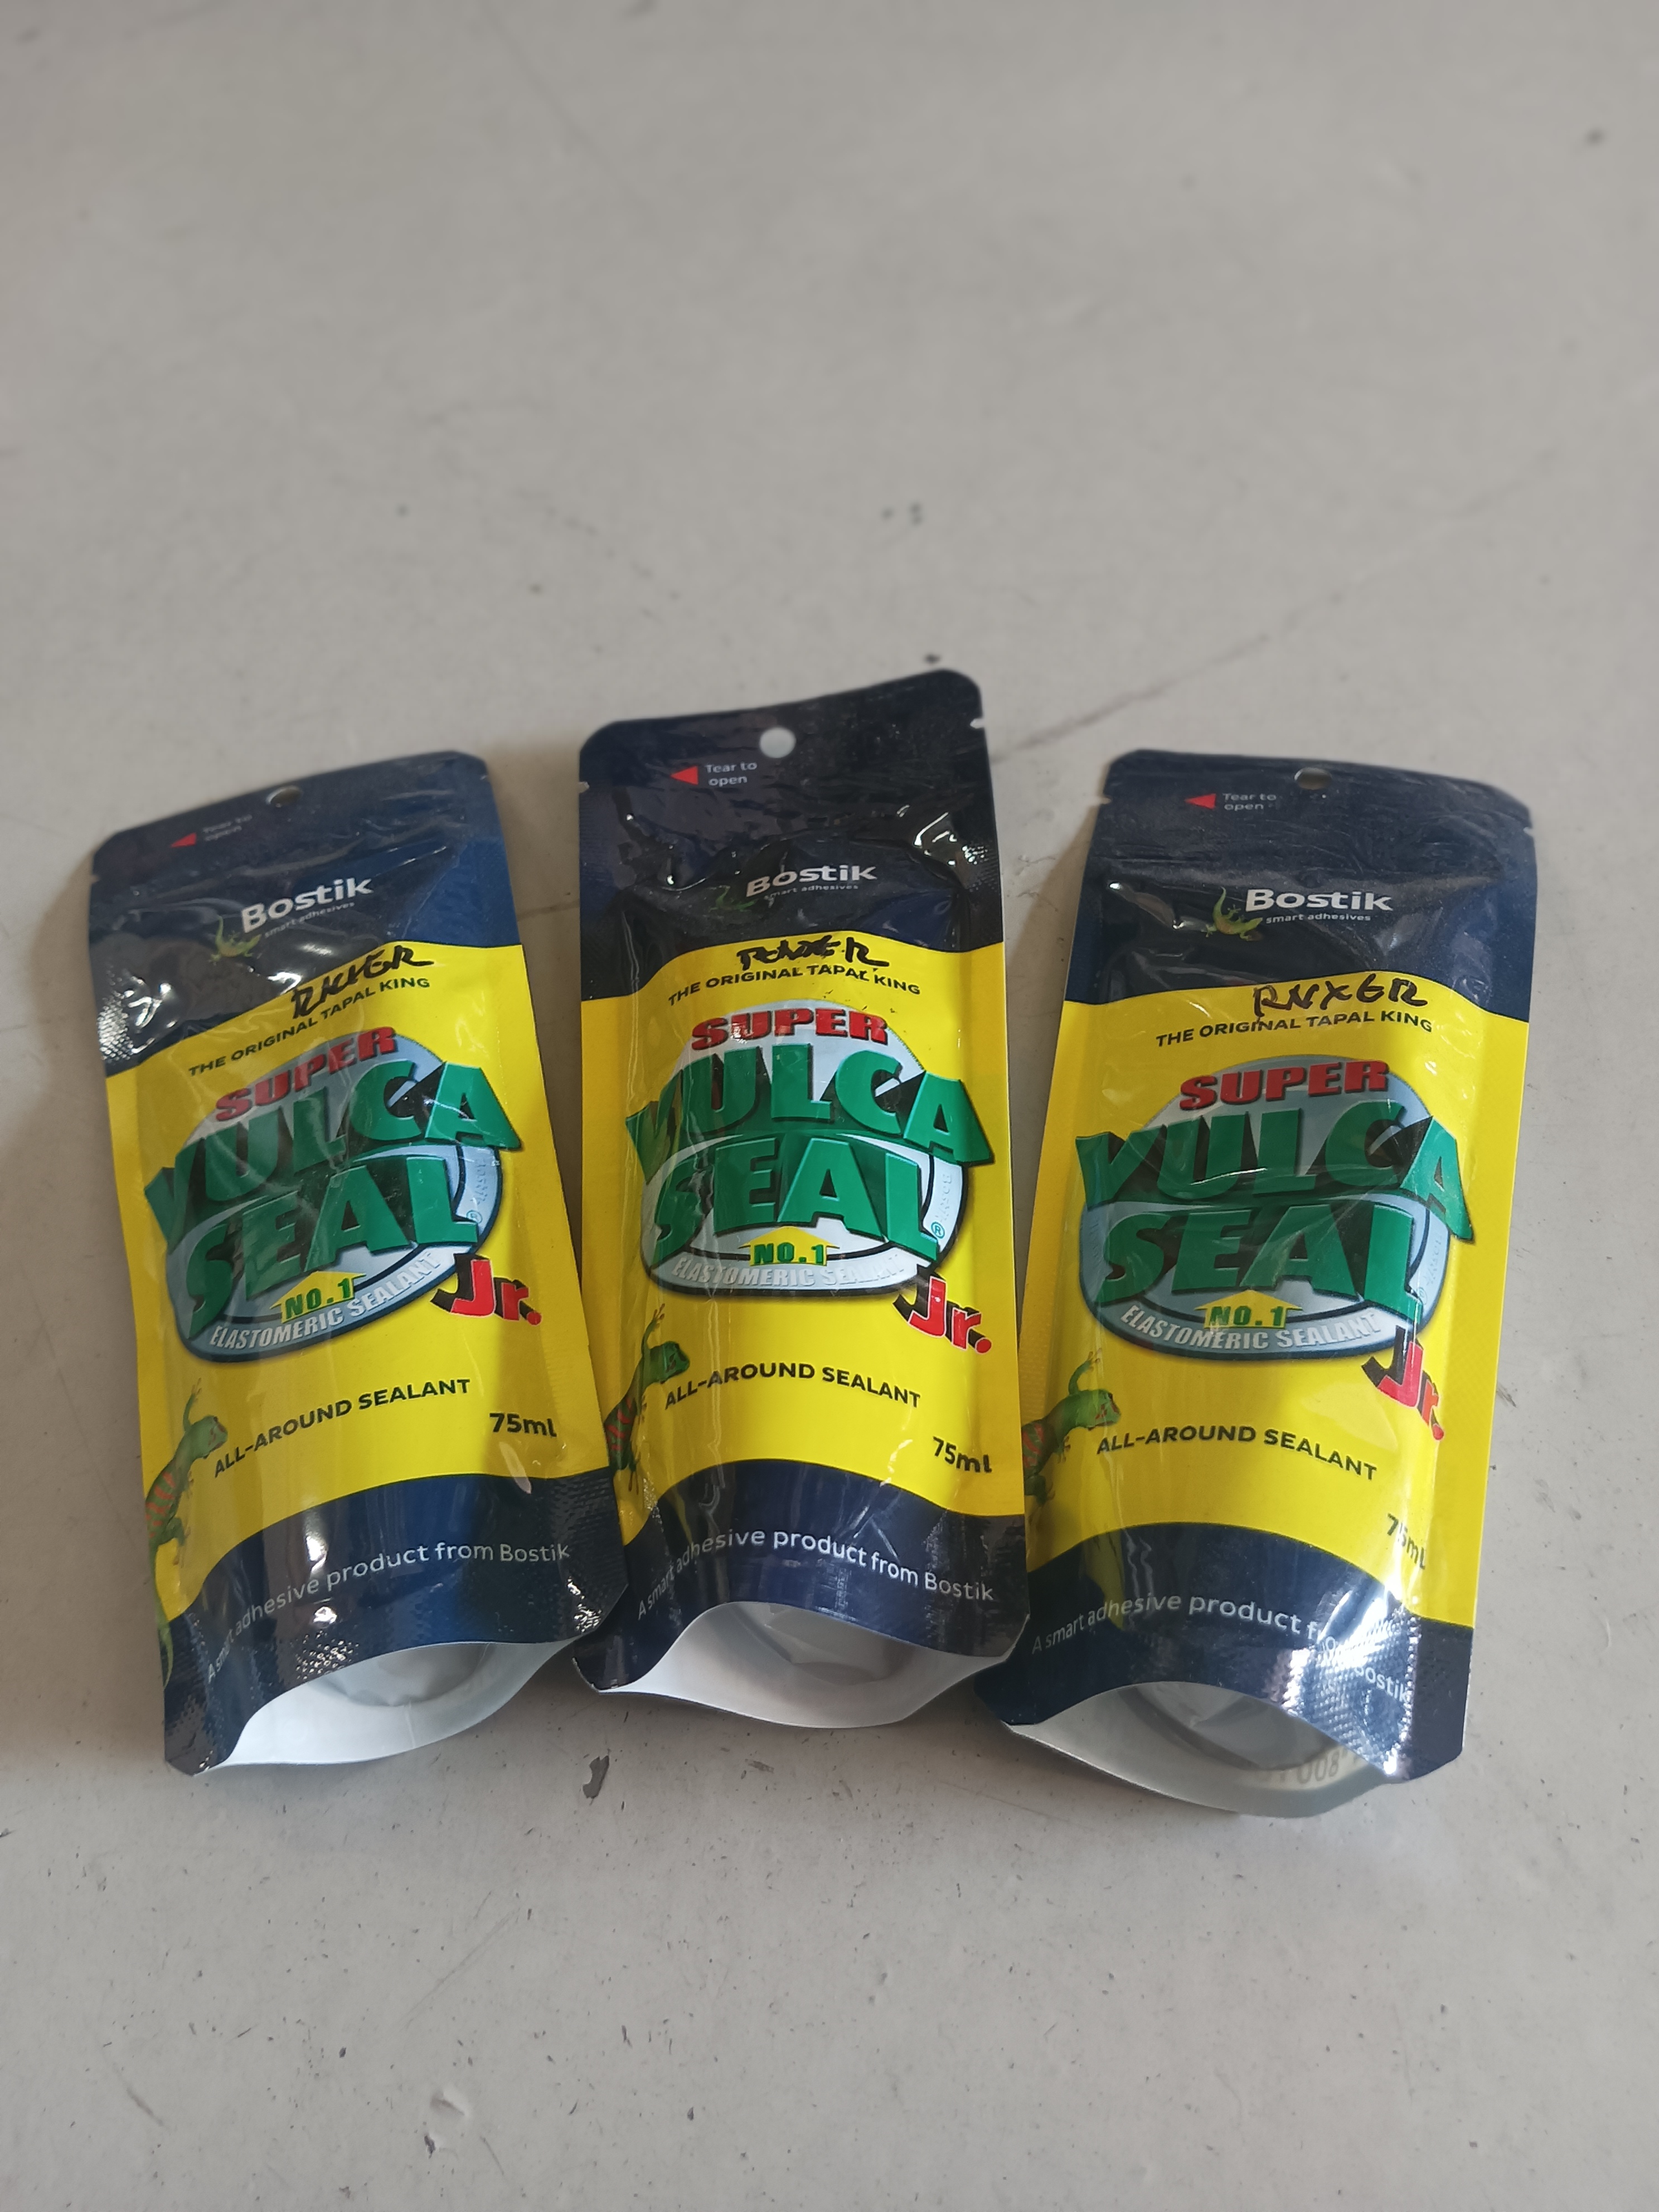 Tear to
open
Bostik
smart adhesives
THE ORIGINAL TAPAL KING
SUPER
VULCA
SEAL®
NO.1
ELASTOMERIC SEALANT
Jr.
ALL-AROUND SEALANT
75ml
A smart adhesive product from Bostik
Tear to
open
Bostik
smart adhesives
THE ORIGINAL TAPAL KING
SUPER
VULCA
SEAL®
NO.1
ELASTOMERIC SEALANT
Jr.
ALL-AROUND SEALANT
75ml
A smart adhesive product from Bostik
Tear to
open
Bostik
smart adhesives
RNXER
THE ORIGINAL TAPAL KING
SUPER
VULCA
SEAL
NO.1
ELASTOMERIC SEALANT
Jr.
ALL-AROUND SEALANT
75ml
A smart adhesive product from Bostik